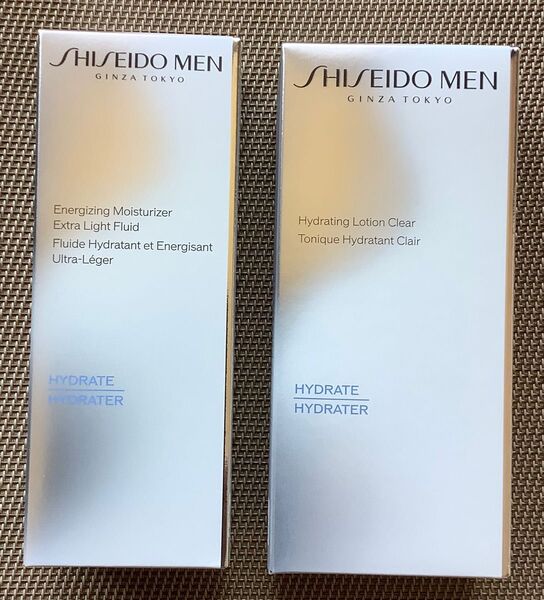 SHISEIDO MEN
GINZA TOKYO
Energizing Moisturizer
Extra Light Fluid
Fluide Hydratant et Energisant
Ultra-Léger
HYDRATE
HYDRATER
SHISEIDO MEN
GINZA TOKYO
Hydrating Lotion Clear
Tonique Hydratant Clair
HYDRATE
HYDRATER